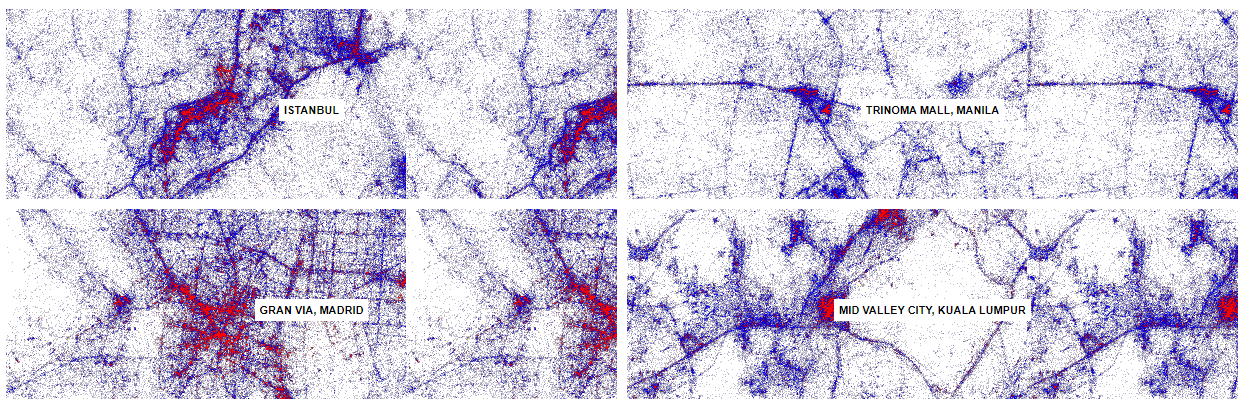 ISTANBUL
TRINOMA MALL, MANILA
GRAN VIA, MADRID
MID VALLEY CITY, KUALA LUMPUR